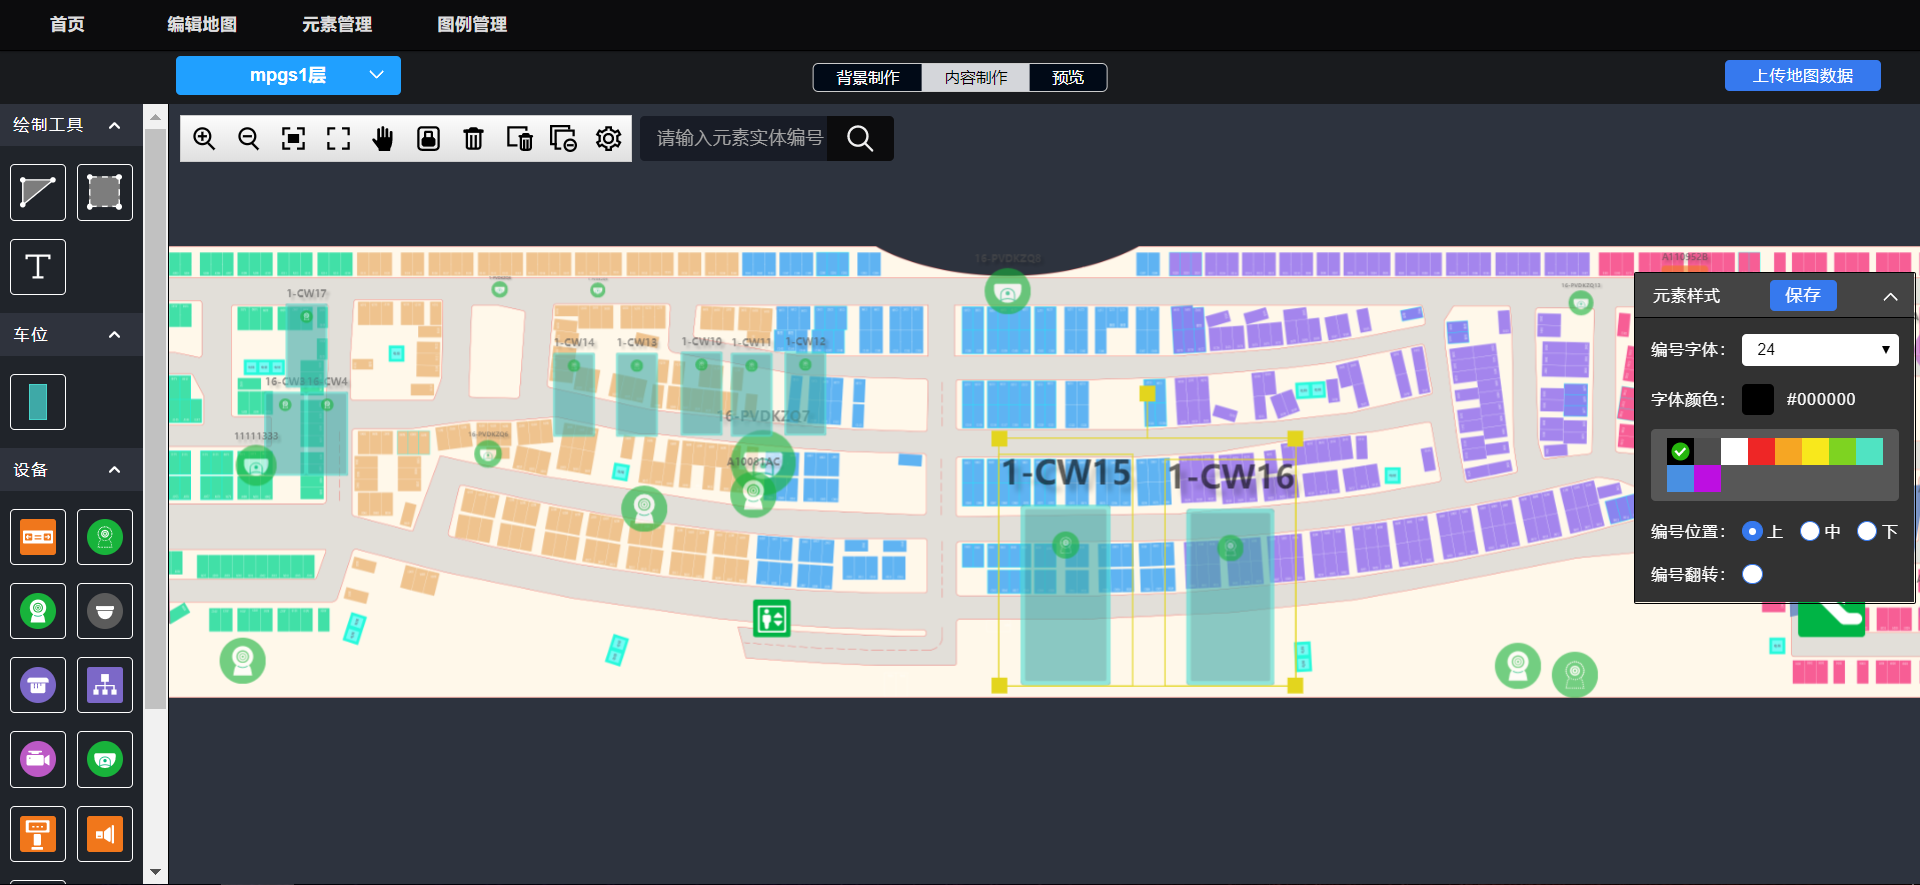 首页 编辑地图 元素管理 图例管理
mpgs1层 背景制作 内容制作 预览 上传地图数据
绘制工具
请输入元素实体编号
T
车位
设备
16-PVDKZQ8
A110952B
1-CW17
1-CW14 1-CW13 1-CW10 1-CW11 1-CW12
16-CW3 16-CW4
16-PVDKZQ7
11111333
A10081AC
1-CW15 1-CW16
元素样式 保存
编号字体: 24
字体颜色: #000000
编号位置: 上 中 下
编号翻转: